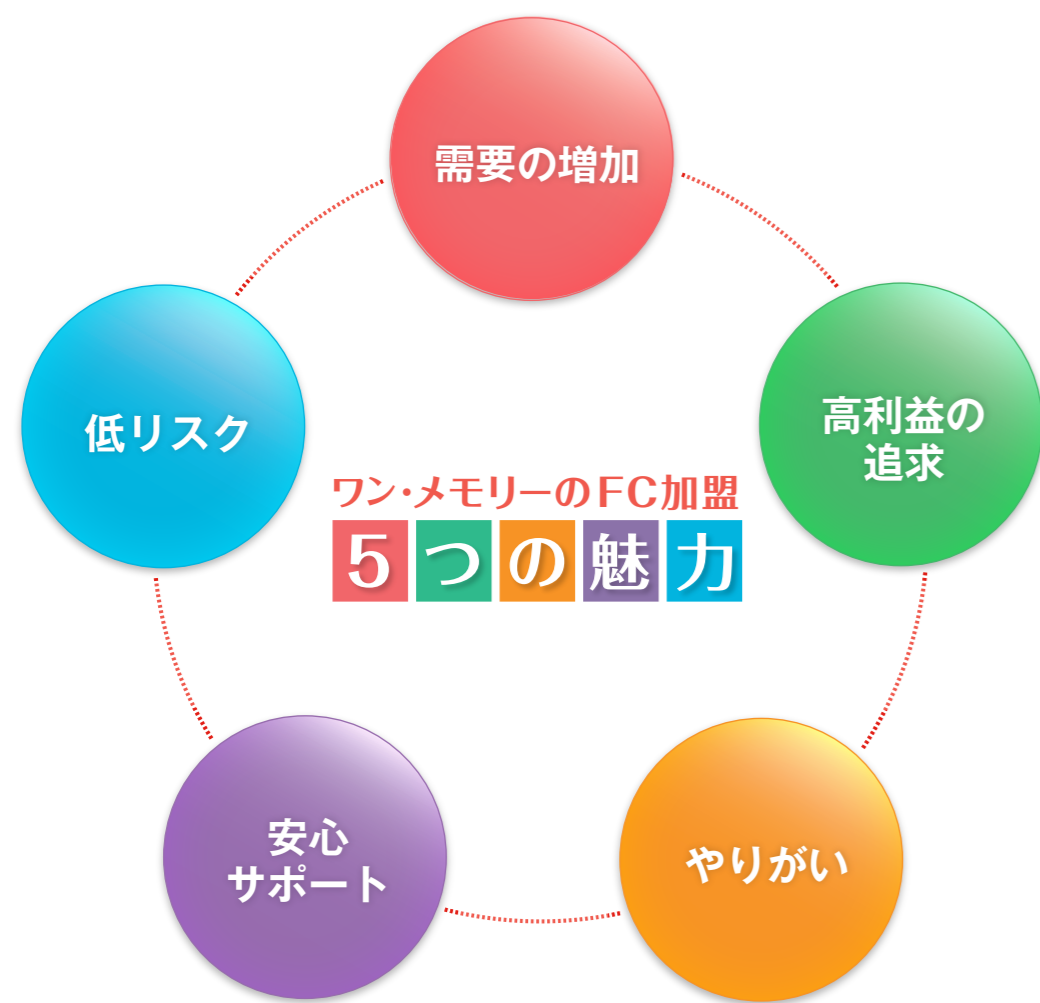 需要の増加
高利益の
追求
低リスク
ワン・メモリーのFC加盟
5つの魅力
安心
サポート
やりがい